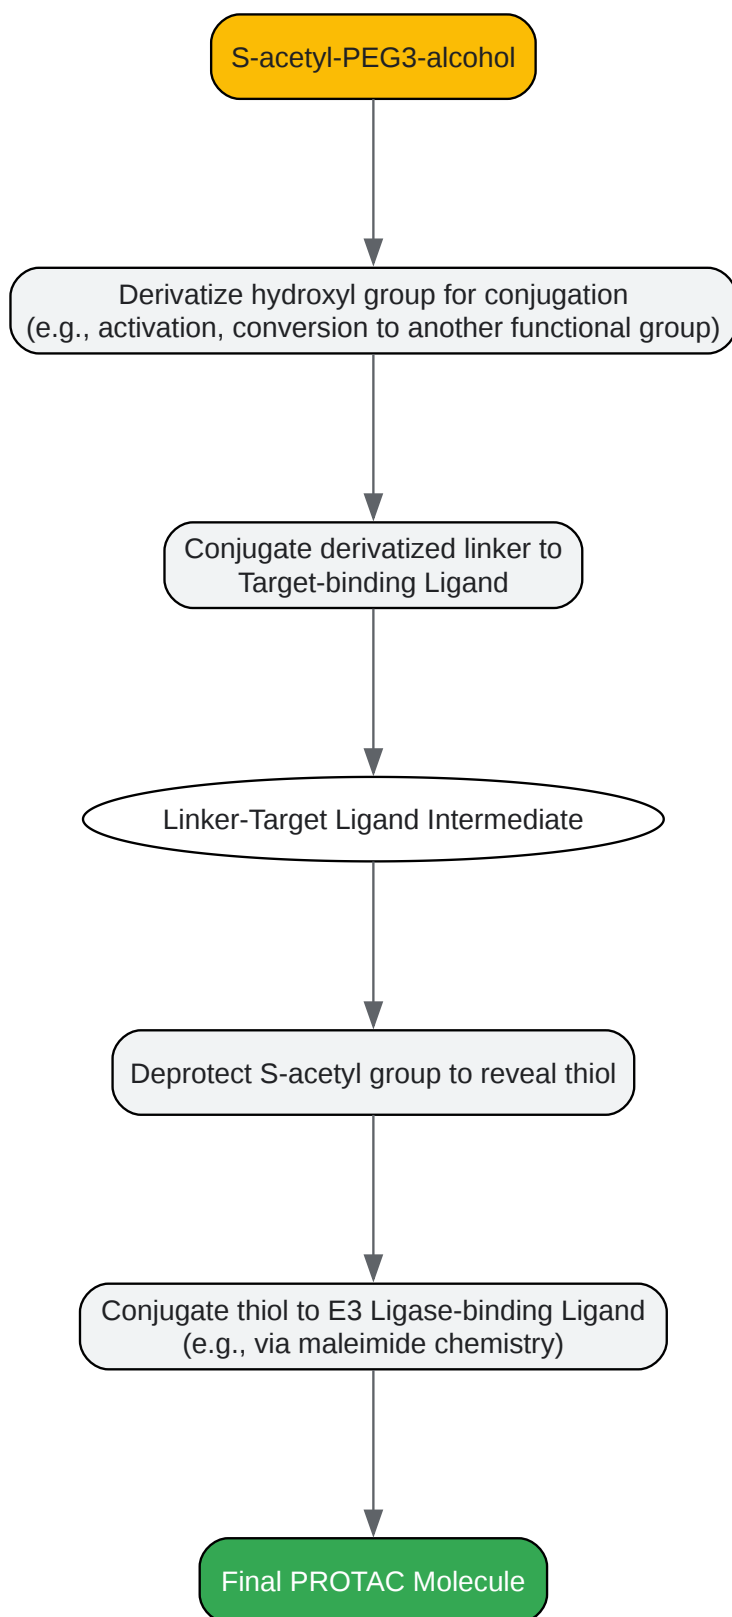 S-acetyl-PEG3-alcohol
Derivatize hydroxyl group for conjugation
(e.g., activation, conversion to another functional group)
Conjugate derivatized linker to
Target-binding Ligand
Linker-Target Ligand Intermediate
Deprotect S-acetyl group to reveal thiol
Conjugate thiol to E3 Ligase-binding Ligand
(e.g., via maleimide chemistry)
Final PROTAC Molecule